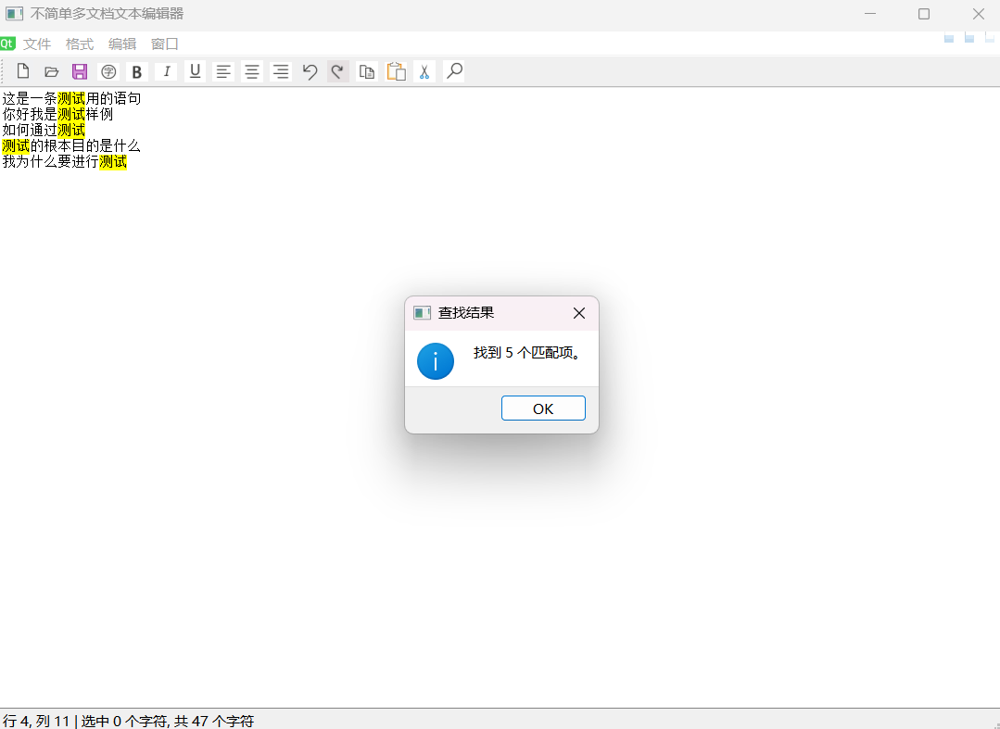 不简单多文档文本编辑器
Qt 文件 格式 编辑 窗口
字 B I U
这是一条测试用的语句
你好我是测试样例
如何通过测试
测试的根本目的是什么
我为什么要进行测试
查找结果
找到 5 个匹配项。
OK
行 4, 列 11 | 选中 0 个字符, 共 47 个字符